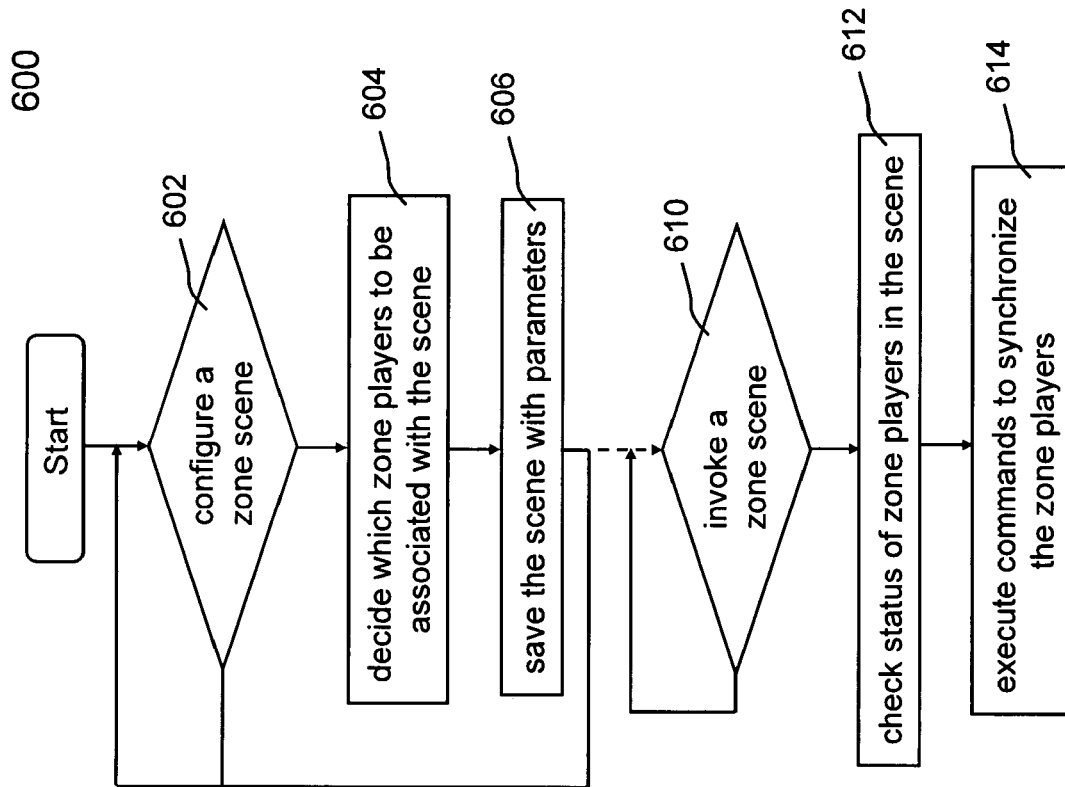 600
Start
configure a
zone scene
602
decide which zone players to be
associated with the scene
604
save the scene with parameters
606
invoke a
zone scene
610
check status of zone players in the scene
612
execute commands to synchronize
the zone players
614